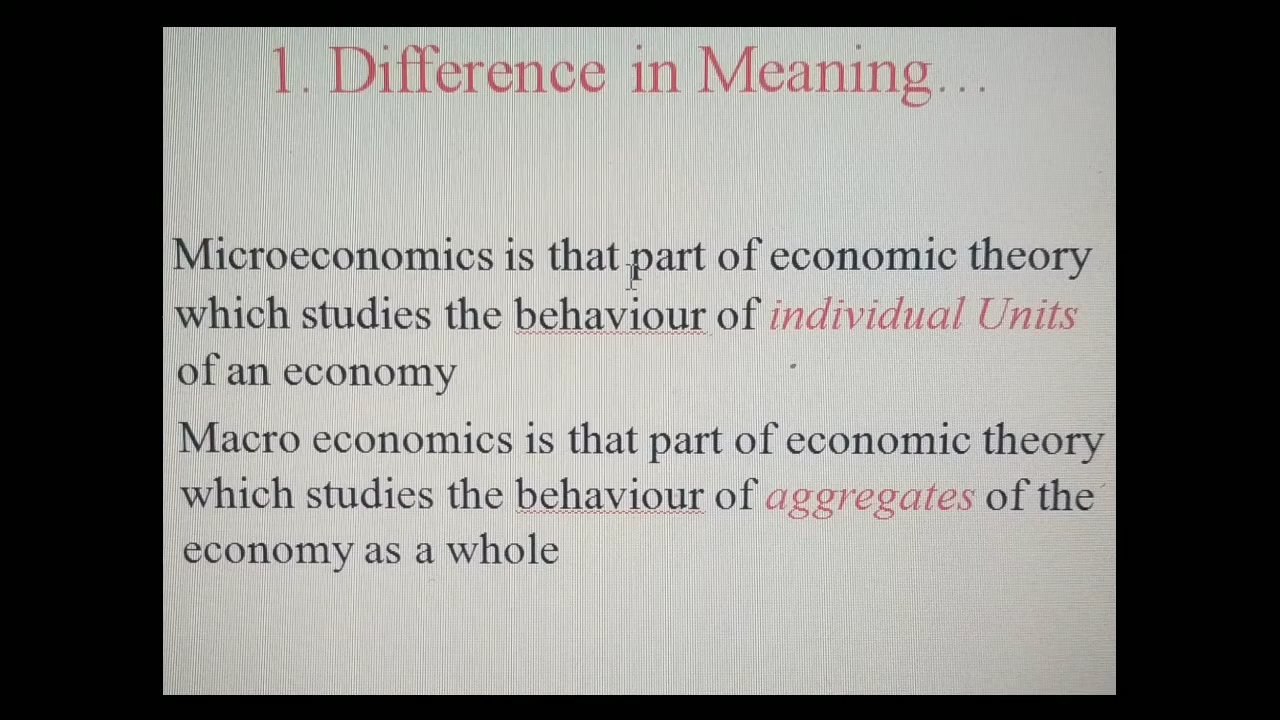 1. Difference in Meaning...
Microeconomics is that part of economic theory
which studies the behaviour of individual Units
of an economy
Macro economics is that part of economic theory
which studies the behaviour of aggregates of the
economy as a whole